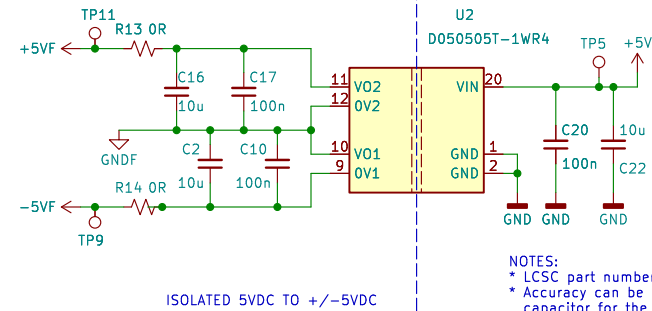 TP11
R13 0R
+5VF
C16
10u
C17
100n
GNDF
C2
10u
C10
100n
R14 0R
-5VF
TP9
ISOLATED 5VDC TO +/-5VDC
U2
D050505T-1WR4
11 VO2
12 0V2
10 VO1
9 0V1
VIN 20
GND 1
GND 2
TP5
+5V
C20
100n
10u
C22
GND
GND
GND
NOTES:
* LCSC part number
* Accuracy can be
capacitor for the